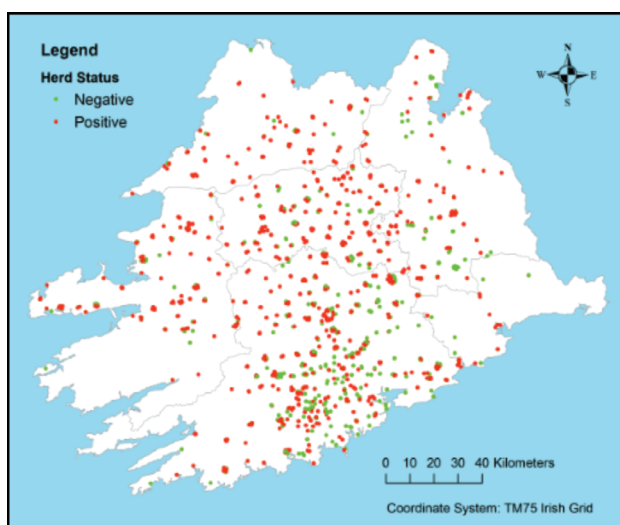 Legend
Herd Status
Negative
Positive
N
W E
S
0 10 20 30 40 Kilometers
Coordinate System: TM75 Irish Grid